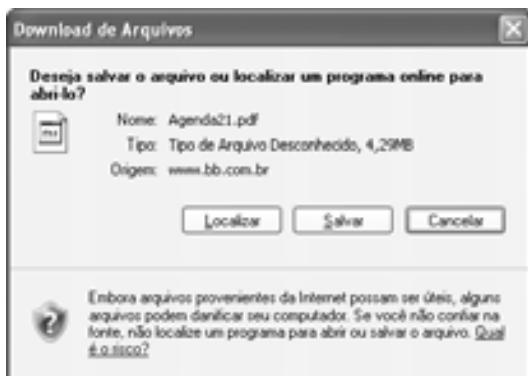 Download de Arquivos
Deseja salvar o arquivo ou localizar um programa online para
abri-lo?
Nome: Agenda21.pdf
Tipo: Tipo de Arquivo Desconhecido, 4,29MB
Origem: www.bb.com.br
Localizar Salvar Cancelar
Embora arquivos provenientes da Internet possam ser úteis, alguns
arquivos podem danificar seu computador. Se você não confiar na
fonte, não localize um programa para abrir ou salvar o arquivo. Qual
é o risco?